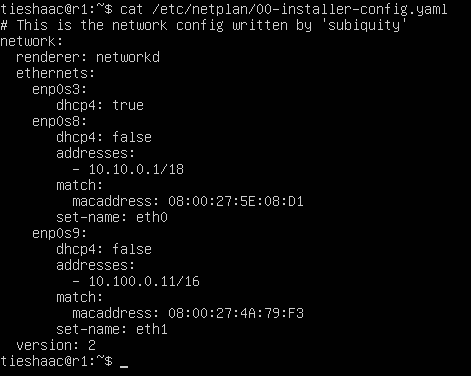 tieshaac@r1:~$ cat /etc/netplan/00-installer-config.yaml
# This is the network config written by 'subiquity'
network:
  renderer: networkd
  ethernets:
    enp0s3:
        dhcp4: true
    enp0s8:
        dhcp4: false
        addresses:
          - 10.10.0.1/18
        match:
          macaddress: 08:00:27:5E:08:D1
        set-name: eth0
    enp0s9:
        dhcp4: false
        addresses:
          - 10.100.0.11/16
        match:
          macaddress: 08:00:27:4A:79:F3
        set-name: eth1
  version: 2
tieshaac@r1:~$ _